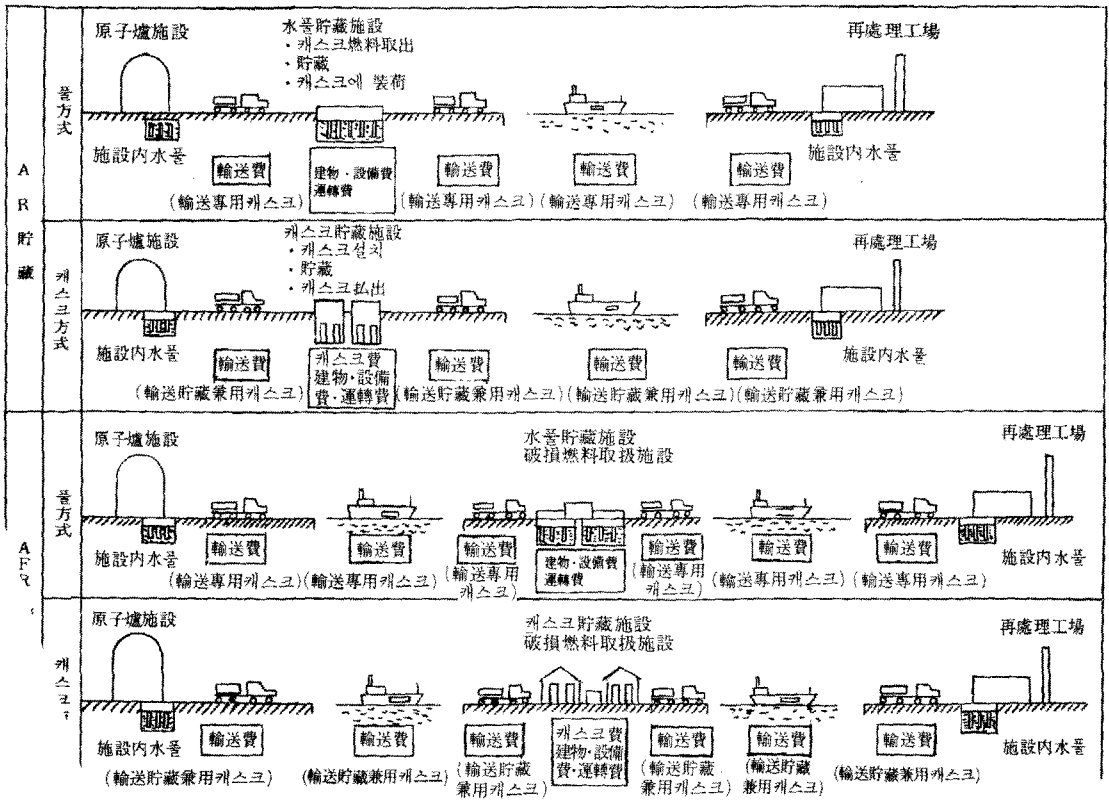 AR貯藏
풀方式
原子爐施設
水풀貯藏施設
・캐스크燃料取出
・貯藏
・캐스크에 裝荷
再處理工場
施設内水풀
施設内水풀
輸送費
(輸送專用캐스크)
建物・設備費
運轉費
輸送費
(輸送專用캐스크)
輸送費
(輸送專用캐스크)
輸送費
(輸送專用캐스크)
캐스크方式
原子爐施設
캐스크貯藏施設
・캐스크설치
・貯藏
・캐스크払出
再處理工場
施設内水풀
施設内水풀
輸送費
(輸送貯藏兼用캐스크)
캐스크費
建物・設備
費・運轉費
輸送費
(輸送貯藏兼用캐스크)
輸送費
(輸送貯藏兼用캐스크)
輸送費
(輸送貯藏兼用캐스크)
AFR
풀方式
原子爐施設
水풀貯藏施設
破損燃料取扱施設
再處理工場
施設内水풀
施設内水풀
輸送費
(輸送專用캐스크)
輸送費
(輸送專用캐스크)
輸送費
(輸送專用
캐스크)
建物・設備費
運轉費
輸送費
(輸送專用
캐스크)
輸送費
(輸送專用캐스크)
輸送費
(輸送專用캐스크)
캐스크
原子爐施設
캐스크貯藏施設
破損燃料取扱施設
再處理工場
施設内水풀
施設内水풀
輸送費
(輸送貯藏兼用캐스크)
輸送費
(輸送貯藏兼用캐스크)
輸送費
(輸送貯藏
兼用캐스크)
캐스크費
建物・設備
費・運轉費
輸送費
(輸送貯藏
兼用캐스크)
輸送費
(輸送貯藏
兼用캐스크)
輸送費
(輸送貯藏兼用캐스크)